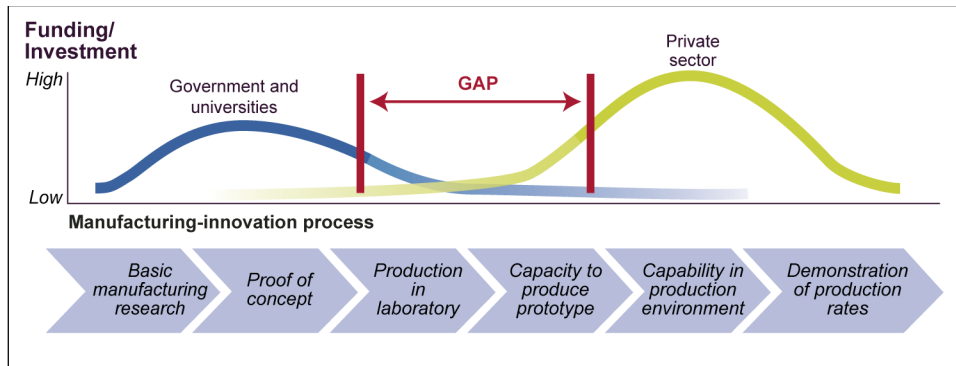 Funding/
Investment
High
Low
Government and
universities
GAP
Private
sector
Manufacturing-innovation process
Basic
manufacturing
research
Proof of
concept
Production
in
laboratory
Capacity to
produce
prototype
Capability in
production
environment
Demonstration
of production
rates